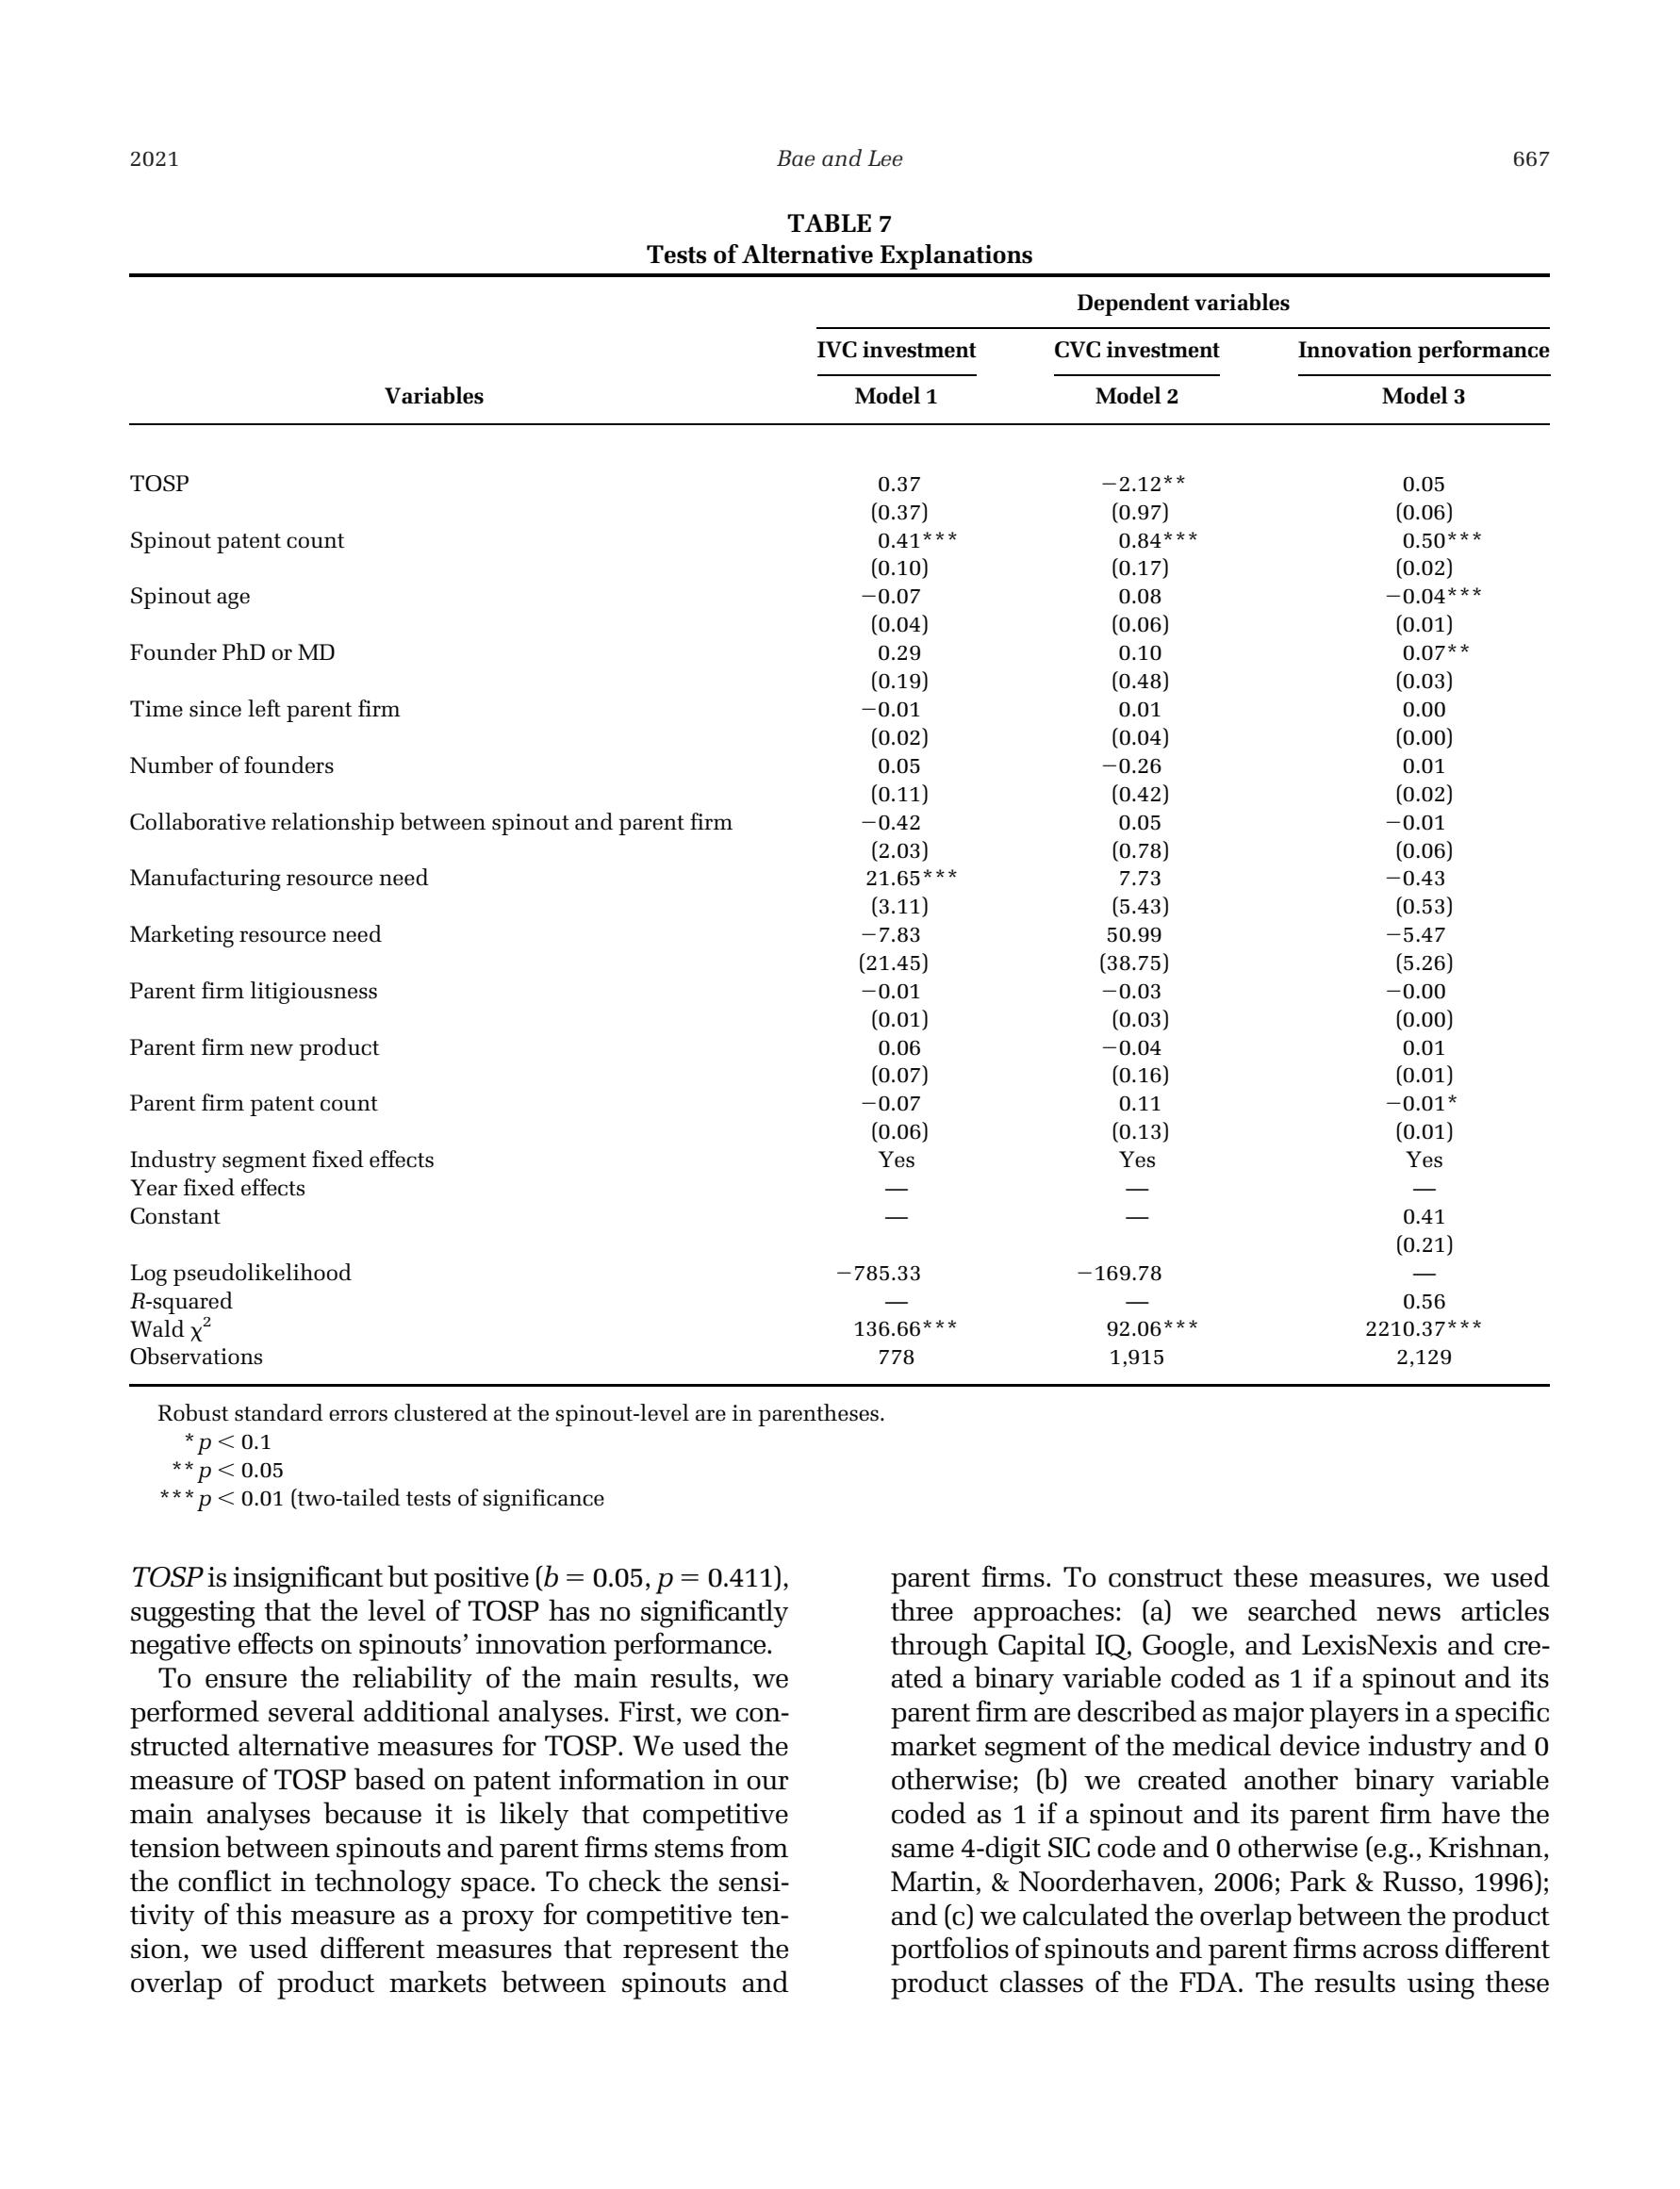 2021 Bae and Lee 667
TABLE 7
Tests of Alternative Explanations
Dependent variables
IVC investment CVC investment Innovation performance
Variables Model 1 Model 2 Model 3
TOSP 0.37 −2.12** 0.05
(0.37) (0.97) (0.06)
Spinout patent count 0.41*** 0.84*** 0.50***
(0.10) (0.17) (0.02)
Spinout age −0.07 0.08 −0.04***
(0.04) (0.06) (0.01)
Founder PhD or MD 0.29 0.10 0.07**
(0.19) (0.48) (0.03)
Time since left parent firm −0.01 0.01 0.00
(0.02) (0.04) (0.00)
Number of founders 0.05 −0.26 0.01
(0.11) (0.42) (0.02)
Collaborative relationship between spinout and parent firm −0.42 0.05 −0.01
(2.03) (0.78) (0.06)
Manufacturing resource need 21.65*** 7.73 −0.43
(3.11) (5.43) (0.53)
Marketing resource need −7.83 50.99 −5.47
(21.45) (38.75) (5.26)
Parent firm litigiousness −0.01 −0.03 −0.00
(0.01) (0.03) (0.00)
Parent firm new product 0.06 −0.04 0.01
(0.07) (0.16) (0.01)
Parent firm patent count −0.07 0.11 −0.01*
(0.06) (0.13) (0.01)
Industry segment fixed effects Yes Yes Yes
Year fixed effects — — —
Constant — — 0.41
(0.21)
Log pseudolikelihood −785.33 −169.78 —
R-squared — — 0.56
Wald χ² 136.66*** 92.06*** 2210.37***
Observations 778 1,915 2,129
Robust standard errors clustered at the spinout-level are in parentheses.
* p < 0.1
** p < 0.05
*** p < 0.01 (two-tailed tests of significance
TOSP is insignificant but positive (b = 0.05, p = 0.411),
suggesting that the level of TOSP has no significantly
negative effects on spinouts' innovation performance.
To ensure the reliability of the main results, we
performed several additional analyses. First, we con-
structed alternative measures for TOSP. We used the
measure of TOSP based on patent information in our
main analyses because it is likely that competitive
tension between spinouts and parent firms stems from
the conflict in technology space. To check the sensi-
tivity of this measure as a proxy for competitive ten-
sion, we used different measures that represent the
overlap of product markets between spinouts and
parent firms. To construct these measures, we used
three approaches: (a) we searched news articles
through Capital IQ, Google, and LexisNexis and cre-
ated a binary variable coded as 1 if a spinout and its
parent firm are described as major players in a specific
market segment of the medical device industry and 0
otherwise; (b) we created another binary variable
coded as 1 if a spinout and its parent firm have the
same 4-digit SIC code and 0 otherwise (e.g., Krishnan,
Martin, & Noorderhaven, 2006; Park & Russo, 1996);
and (c) we calculated the overlap between the product
portfolios of spinouts and parent firms across different
product classes of the FDA. The results using these